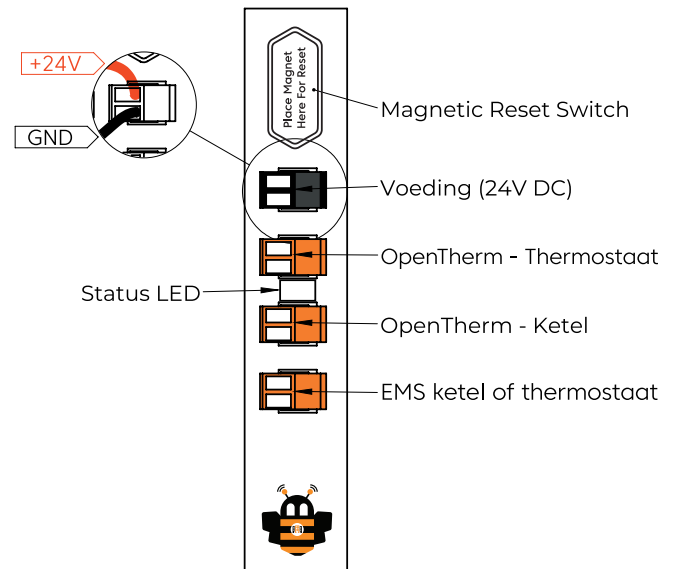 +24V
GND
Place Magnet
Here For Reset
Magnetic Reset Switch
Voeding (24V DC)
OpenTherm - Thermostaat
Status LED
OpenTherm - Ketel
EMS ketel of thermostaat